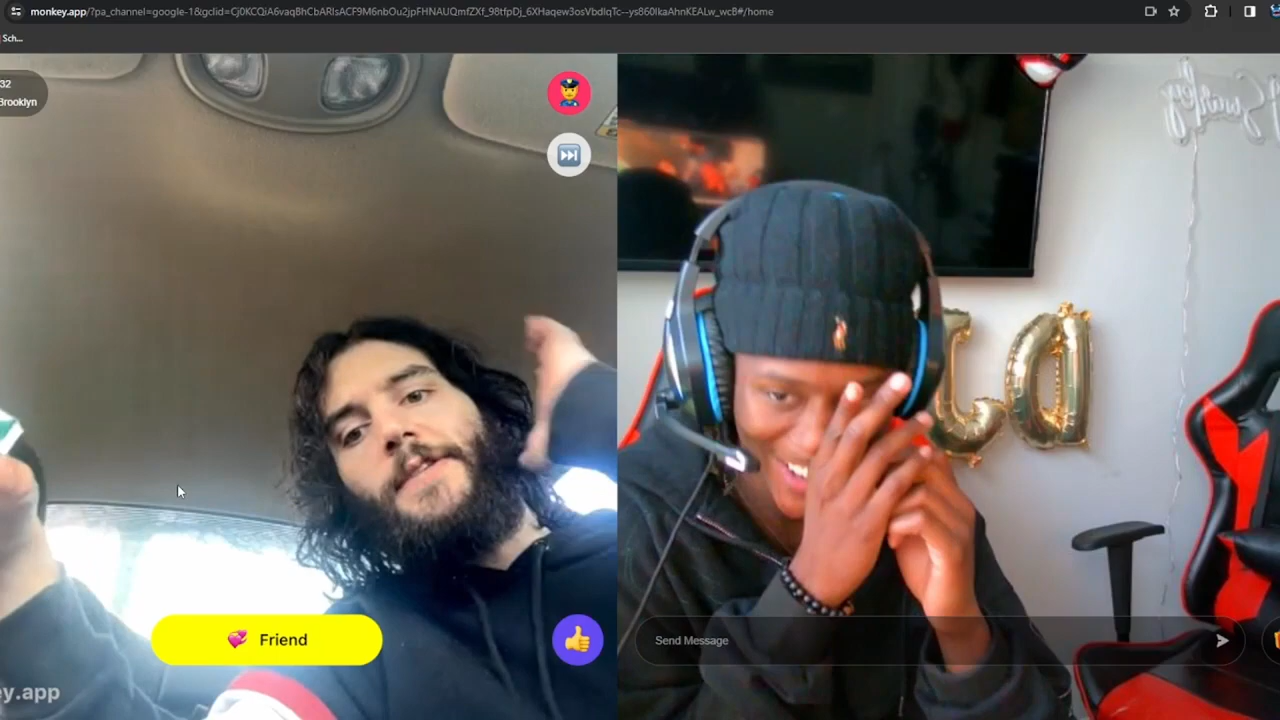 monkey.app/?pa_channel=google-1&gclid=Cj0KCQiA6vaqBhCbARIsACF9M6nbOu2jpFHNAUQmfZXf_98tfpDj_6XHaqew3osVbdlqTc--ys860IkaAhnKEALw_wcB#/home
Sch...
32
Brooklyn
Friend
Send Message
ey.app